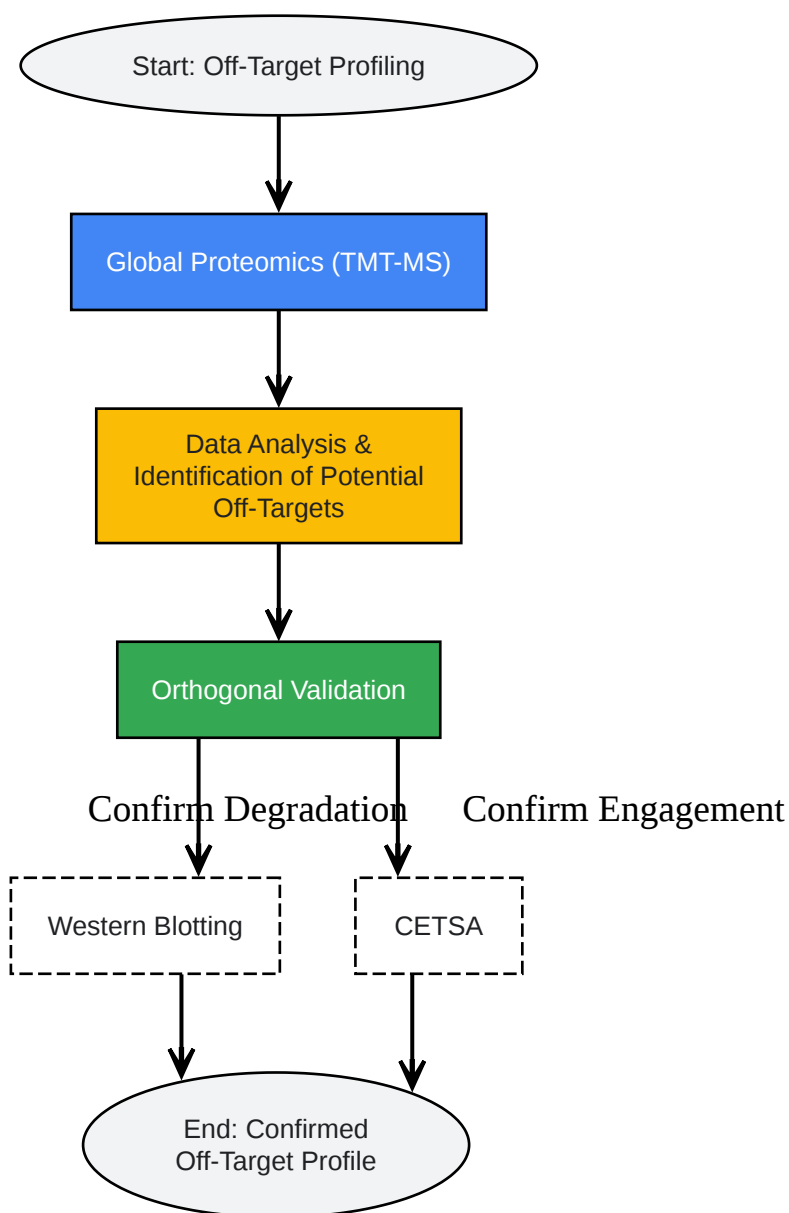 Start: Off-Target Profiling
Global Proteomics (TMT-MS)
Data Analysis &
Identification of Potential
Off-Targets
Orthogonal Validation
Confirm Degradation
Confirm Engagement
Western Blotting
CETSA
End: Confirmed
Off-Target Profile